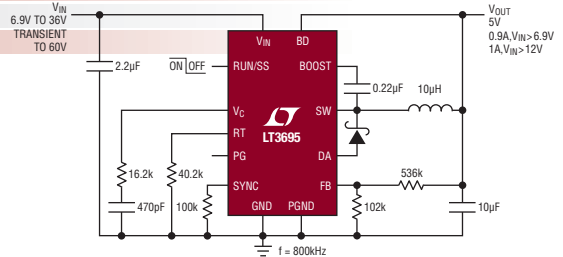 VIN
6.9V TO 36V
TRANSIENT
TO 60V
VOUT
5V
0.9A,VIN>6.9V
1A,VIN>12V
VIN
BD
ON OFF
RUN/SS
BOOST
2.2µF
0.22µF
10µH
VC
SW
RT
LT3695
PG
DA
16.2k
40.2k
536k
SYNC
FB
470pF
100k
GND
PGND
102k
10µF
f = 800kHz